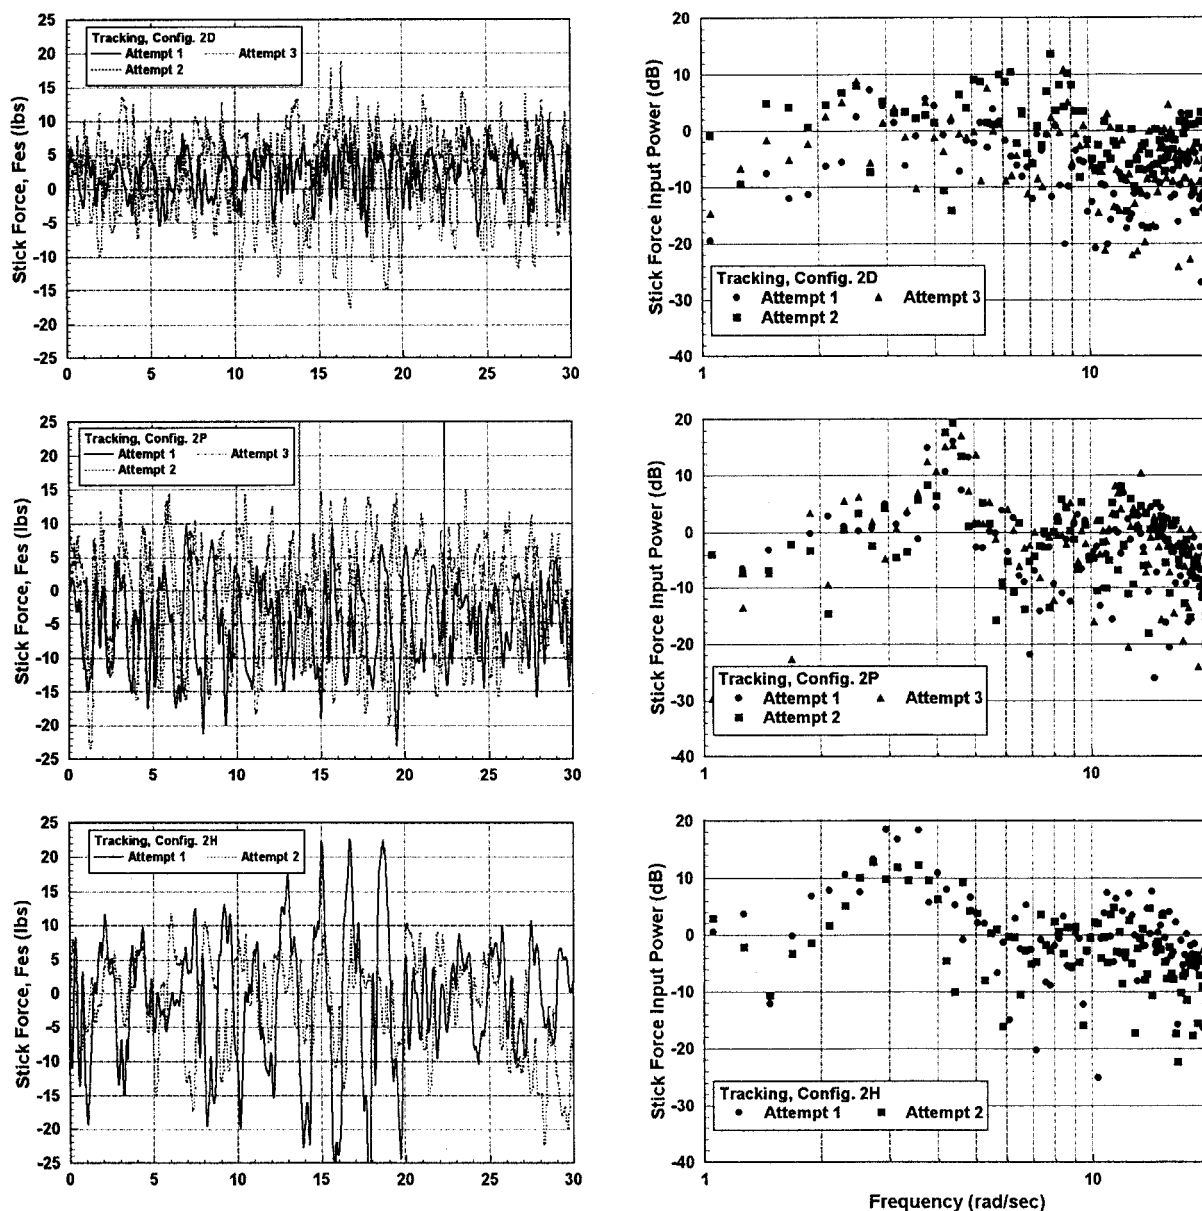 Tracking, Config. 2D
Attempt 1 Attempt 3
Attempt 2
Stick Force, Fes (lbs)
25
20
15
10
5
0
-5
-10
-15
-20
-25
0 5 10 15 20 25 30
Stick Force Input Power (dB)
20
10
0
-10
-20
-30
-40
Tracking, Config. 2D
Attempt 1 Attempt 3
Attempt 2
1 10
Tracking, Config. 2P
Attempt 1 Attempt 3
Attempt 2
Stick Force, Fes (lbs)
25
20
15
10
5
0
-5
-10
-15
-20
-25
0 5 10 15 20 25 30
Stick Force Input Power (dB)
20
10
0
-10
-20
-30
-40
Tracking, Config. 2P
Attempt 1 Attempt 3
Attempt 2
1 10
Tracking, Config. 2H
Attempt 1 Attempt 2
Stick Force, Fes (lbs)
25
20
15
10
5
0
-5
-10
-15
-20
-25
0 5 10 15 20 25 30
Stick Force Input Power (dB)
20
10
0
-10
-20
-30
-40
Tracking, Config. 2H
Attempt 1 Attempt 2
1 10
Frequency (rad/sec)